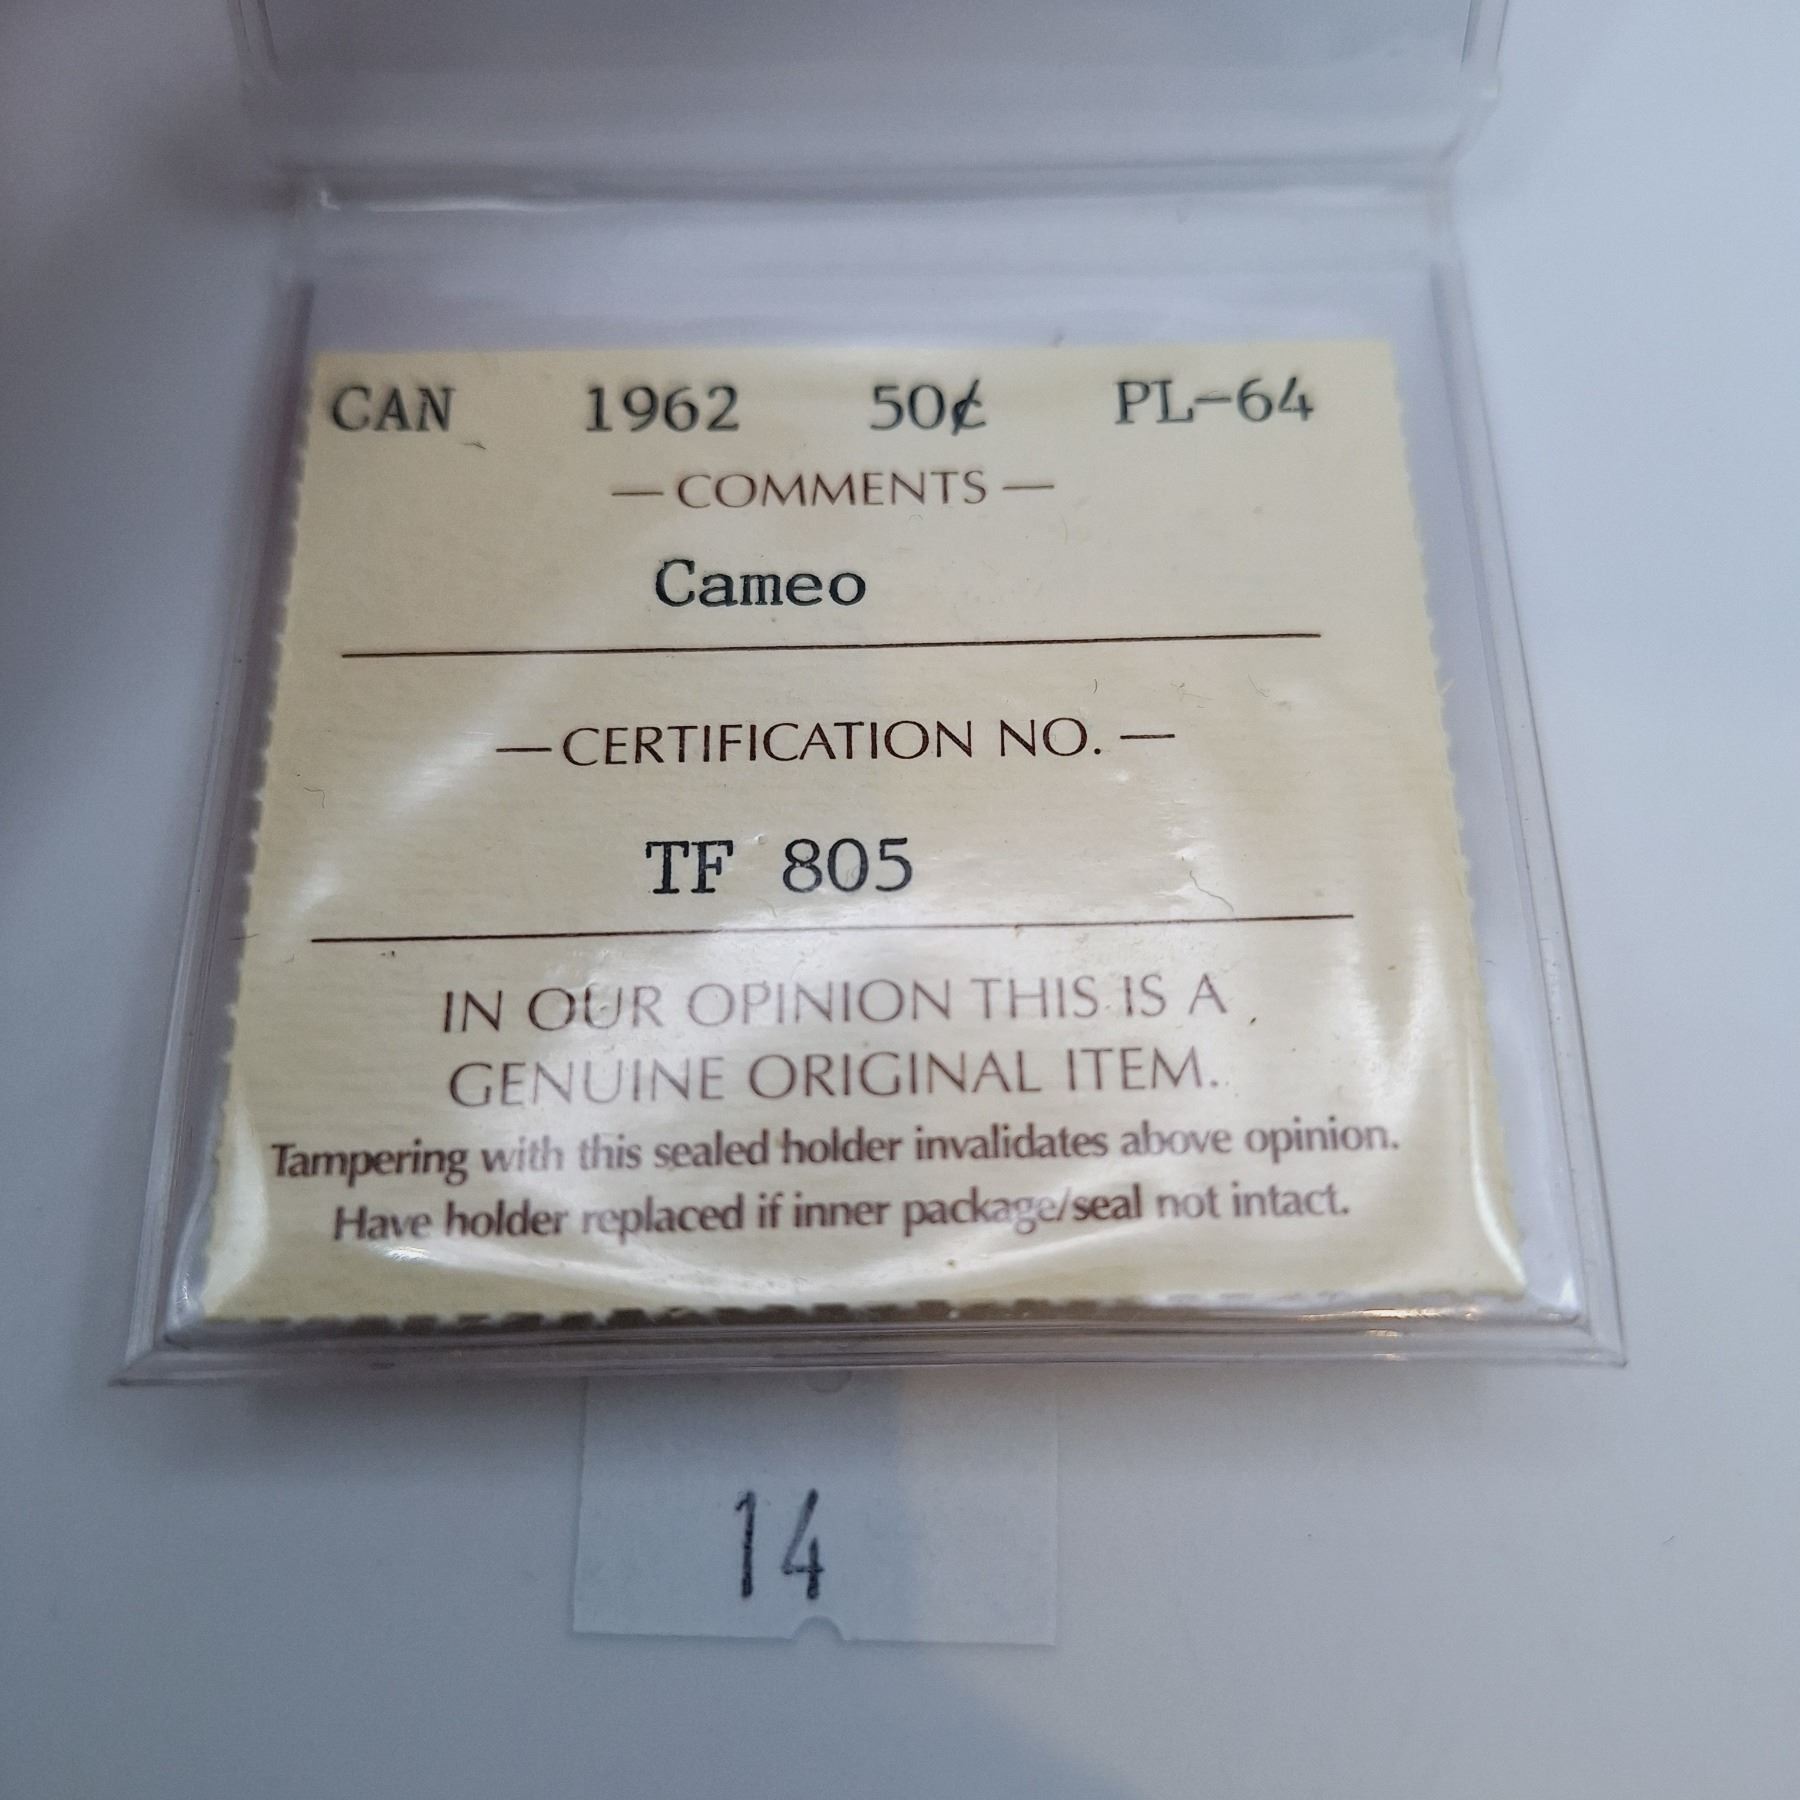 CAN 1962 50¢ PL-64
— COMMENTS —
Cameo
— CERTIFICATION NO. —
TF 805
IN OUR OPINION THIS IS A
GENUINE ORIGINAL ITEM.
Tampering with this sealed holder invalidates above opinion.
Have holder replaced if inner package/seal not intact.
14